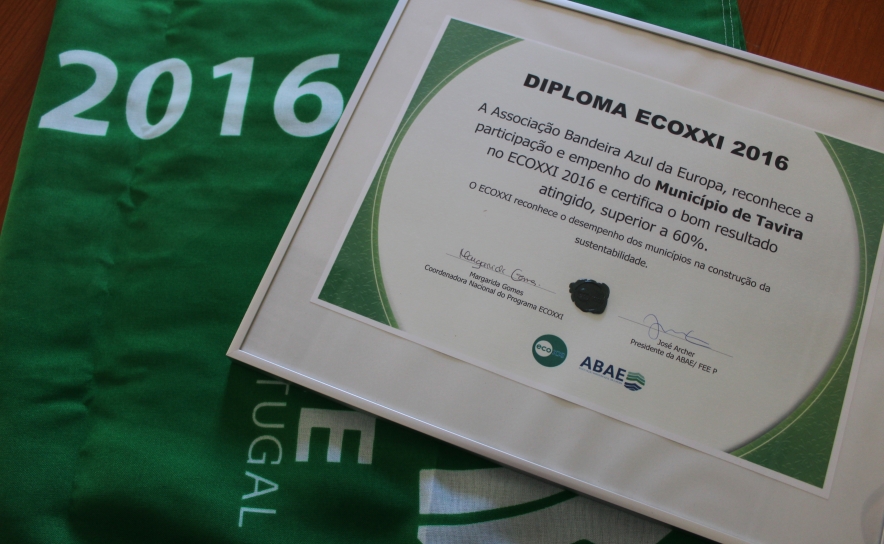 2016
DIPLOMA ECOXXI 2016
A Associação Bandeira Azul da Europa, reconhece a
participação e empenho do Município de Tavira
no ECOXXI 2016 e certifica o bom resultado
atingido, superior a 60%.
O ECOXXI reconhece o desempenho dos municípios na construção da
sustentabilidade.
Margarida Gomes
Coordenadora Nacional do Programa ECOXXI
José Archer
Presidente da ABAE/ FEE P
eco
ABAE
TUGAL
E